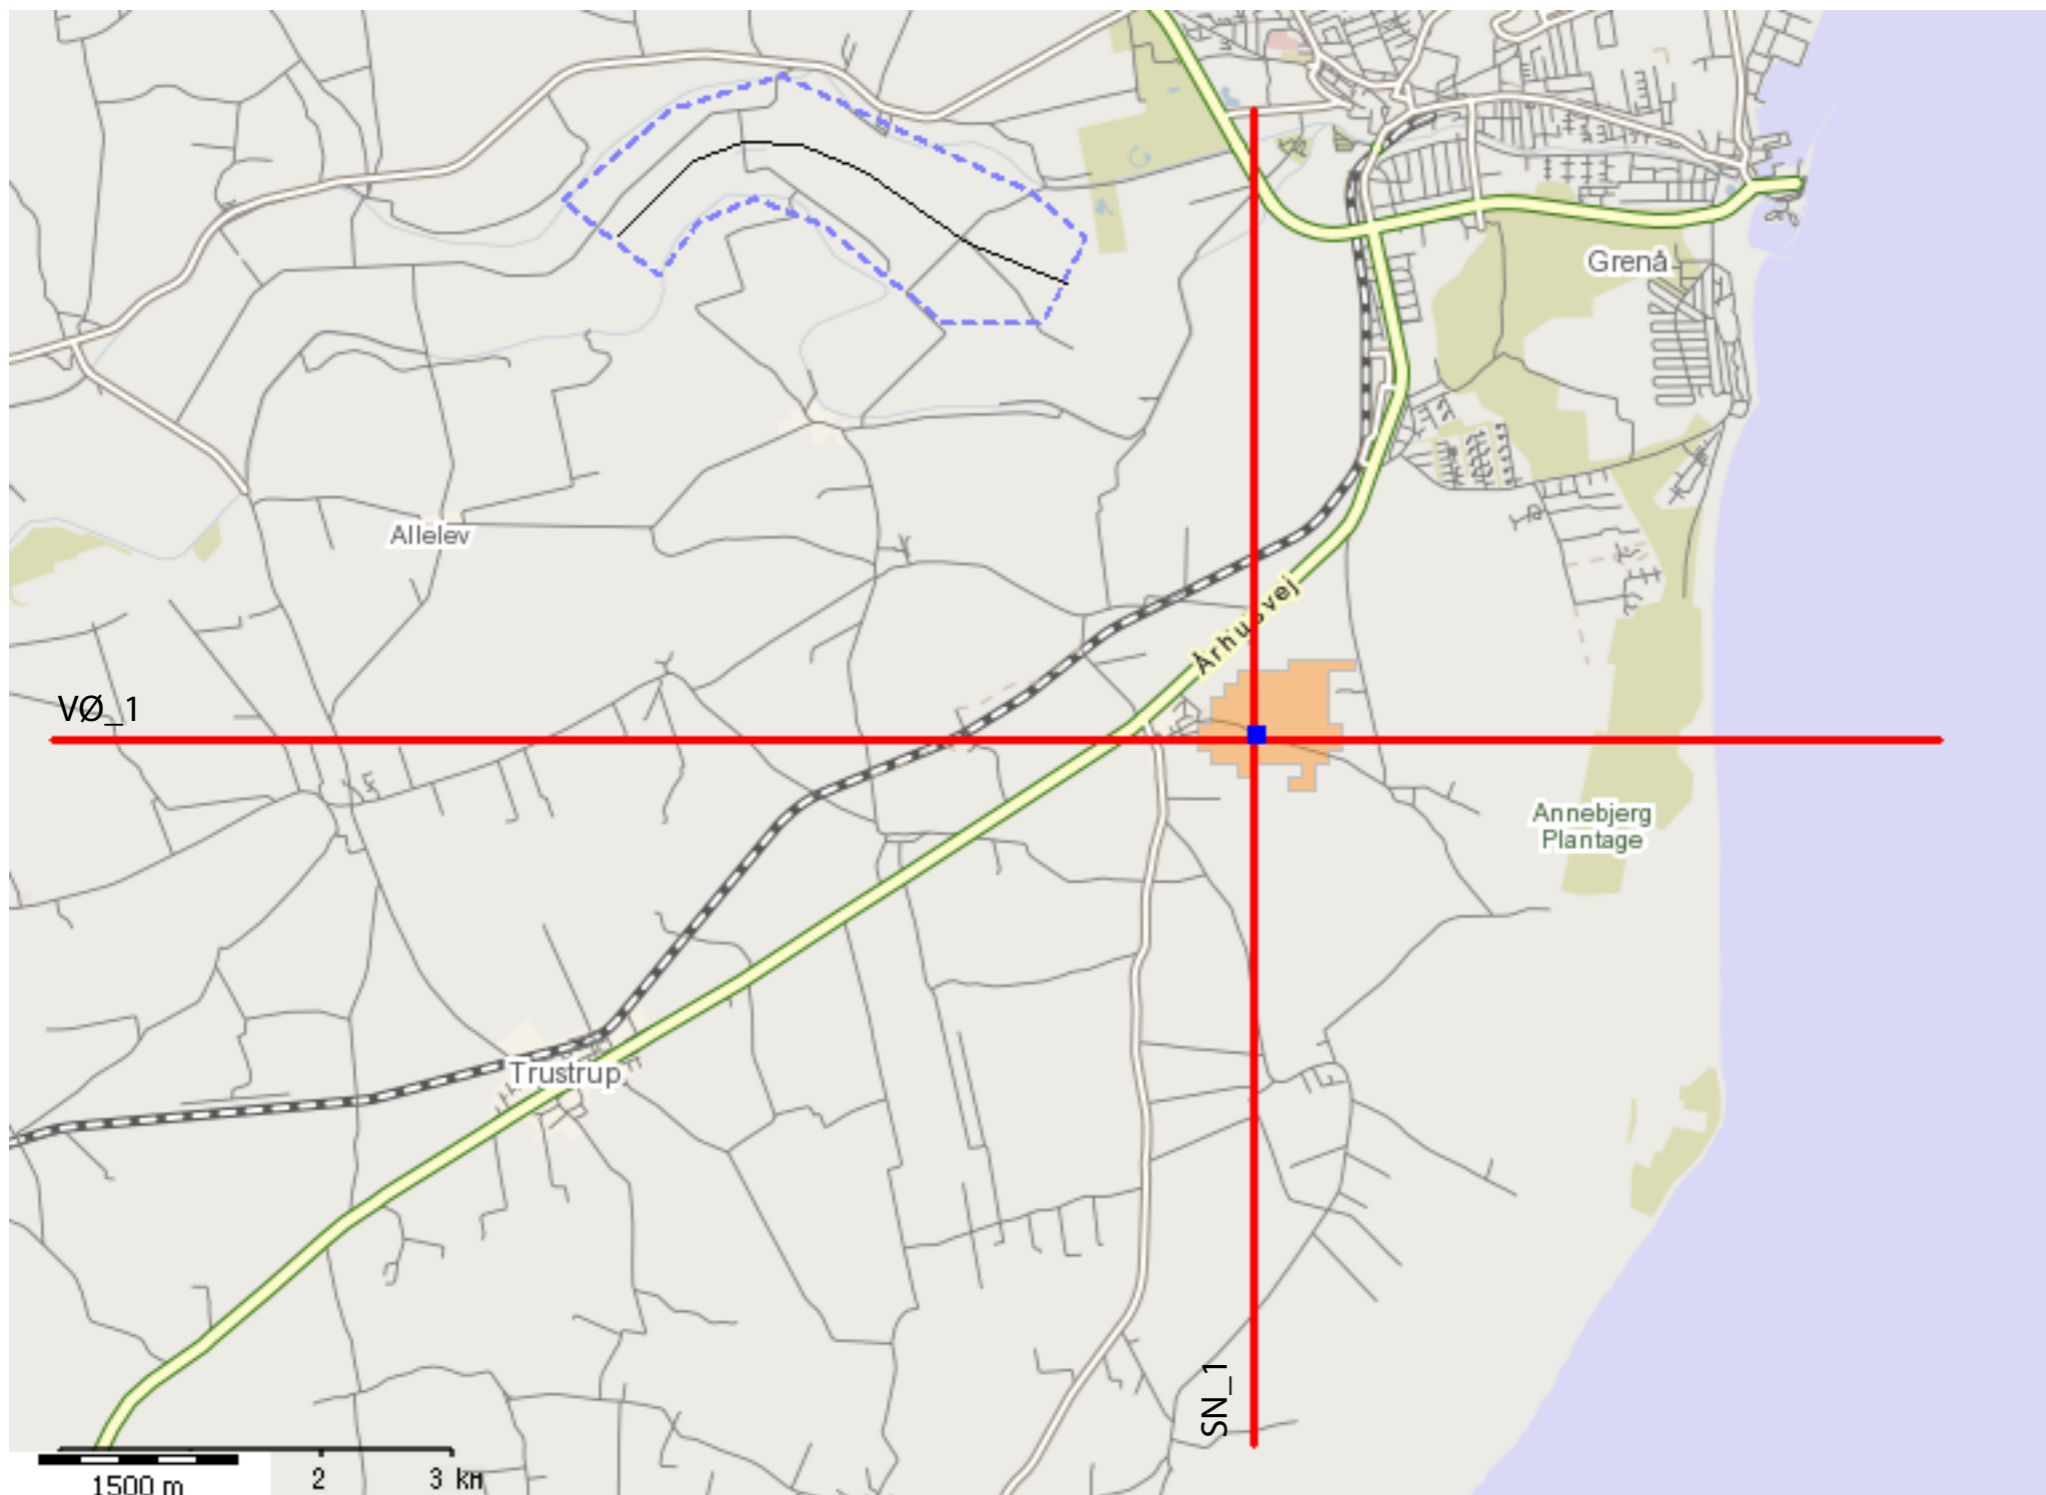 Grenå
Allelev
Århusvej
VØ_1
Annebjerg
Plantage
Trustrup
SN_1
1500 m
2
3 km